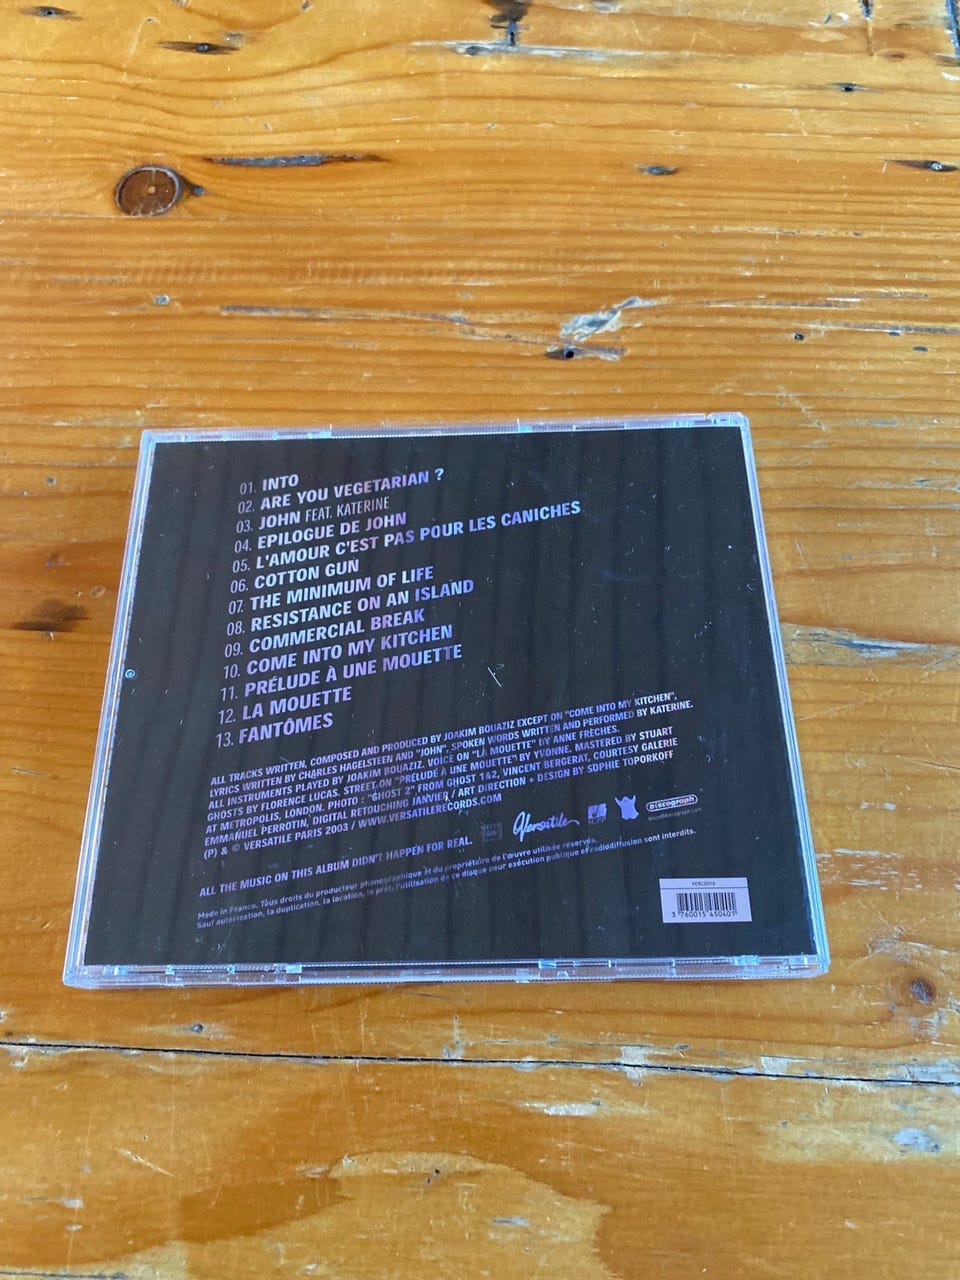 01. INTO
02. ARE YOU VEGETARIAN ?
03. JOHN FEAT. KATERINE
04. EPILOGUE DE JOHN
05. L'AMOUR C'EST PAS POUR LES CANICHES
06. COTTON GUN
07. THE MINIMUM OF LIFE
08. RESISTANCE ON AN ISLAND
09. COMMERCIAL BREAK
10. COME INTO MY KITCHEN
11. PRÉLUDE À UNE MOUETTE
12. LA MOUETTE
13. FANTÔMES
ALL TRACKS WRITTEN, COMPOSED AND PRODUCED BY JOAKIM BOUAZIZ EXCEPT ON "COME INTO MY KITCHEN",
LYRICS WRITTEN BY CHARLES HAGELSTEEN AND "JOHN", SPOKEN WORDS WRITTEN AND PERFORMED BY KATERINE.
ALL INSTRUMENTS PLAYED BY JOAKIM BOUAZIZ. VOICE ON "LA MOUETTE" BY ANNE FRÈCHES.
GHOSTS BY FLORENCE LUCAS. STREET ON "PRÉLUDE À UNE MOUETTE" BY YVONNE. MASTERED BY STUART
AT METROPOLIS, LONDON. PHOTO : "GHOST 2" FROM GHOST 1&2, VINCENT BERGERAT, COURTESY GALERIE
EMMANUEL PERROTIN, DIGITAL RETOUCHING JANVIER / ART DIRECTION + DESIGN BY SOPHIE TOPORKOFF
(P) & © VERSATILE PARIS 2003 / WWW.VERSATILERECORDS.COM
ALL THE MUSIC ON THIS ALBUM DIDN'T HAPPEN FOR REAL.
Versatile
Discograph
Made in France. Tous droits du producteur phonographique et du propriétaire de l'œuvre utilisée réservés.
Sauf autorisation, la duplication, la location, le prêt, l'utilisation de ce disque pour exécution publique et radiodiffusion sont interdits.
VERCD014
3 760015 450401